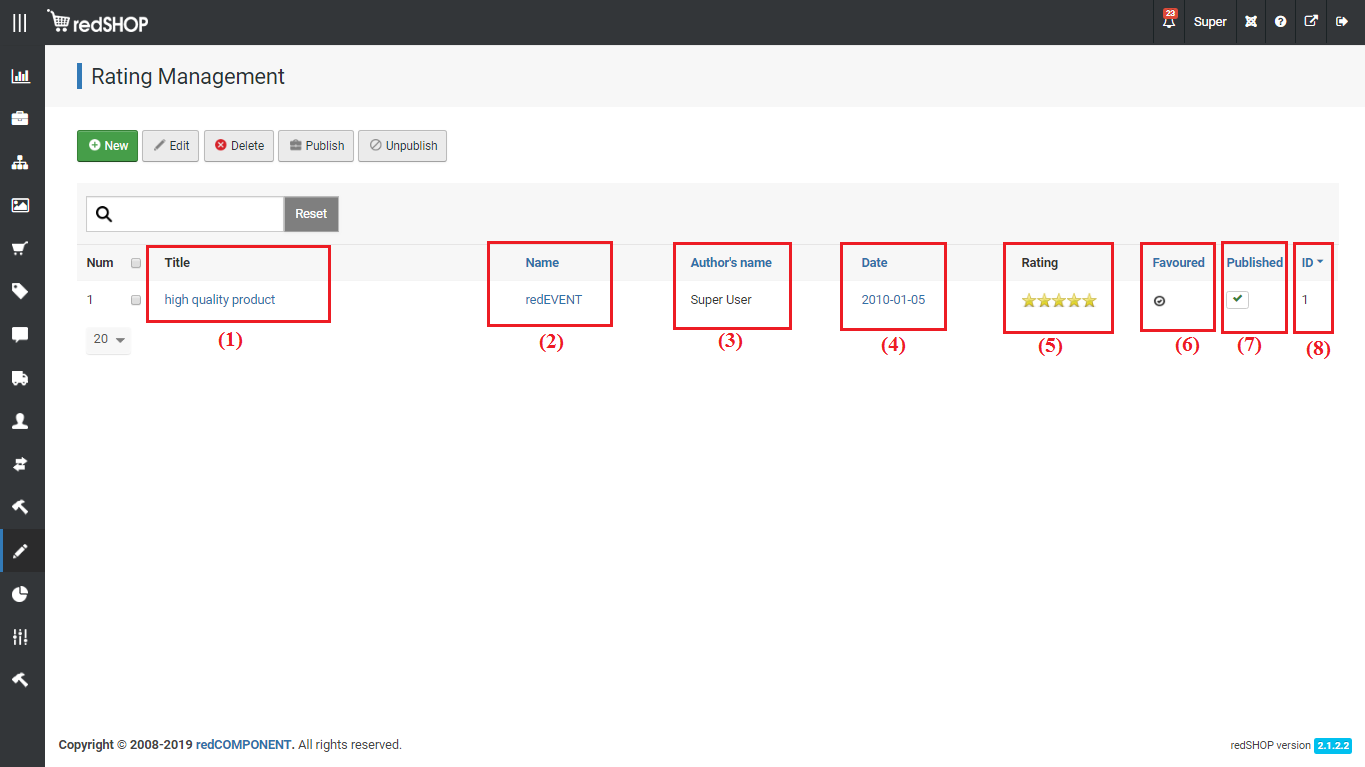 redSHOP
23
Super
Rating Management
New Edit Delete Publish Unpublish
Reset
Num Title Name Author's name Date Rating Favoured Published ID
1 high quality product redEVENT Super User 2010-01-05 1
20
(1) (2) (3) (4) (5) (6) (7) (8)
Copyright © 2008-2019 redCOMPONENT. All rights reserved.
redSHOP version 2.1.2.2